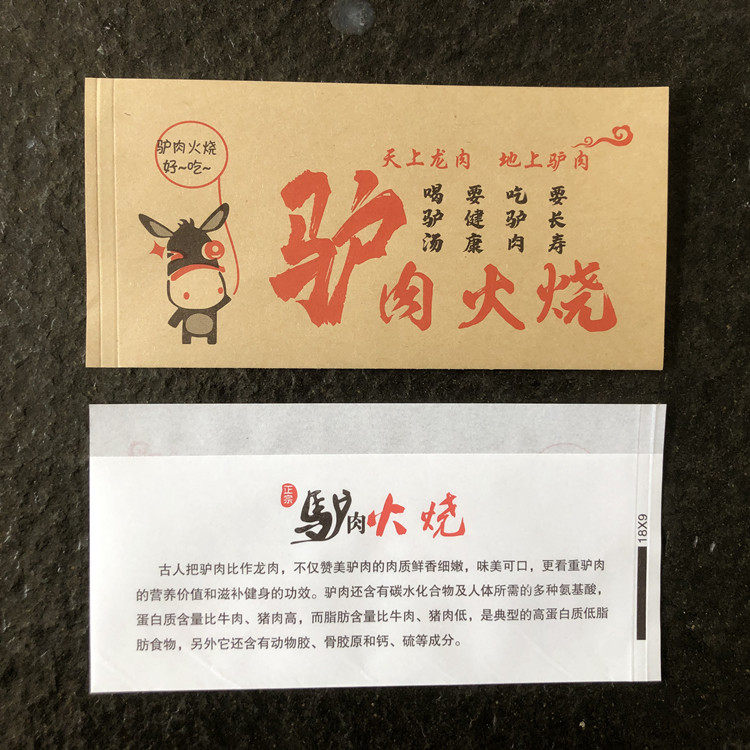 驴肉火烧
好~吃~
天上龙肉 地上驴肉
喝 要 吃 要
驴 健 驴 长
汤 康 肉 寿
驴肉火烧
正宗
馿肉火烧
古人把驴肉比作龙肉，不仅赞美驴肉的肉质鲜香细嫩，味美可口，更看重驴肉
的营养价值和滋补健身的功效。驴肉还含有碳水化合物及人体所需的多种氨基酸，
蛋白质含量比牛肉、猪肉高，而脂肪含量比牛肉、猪肉低，是典型的高蛋白质低脂
肪食物，另外它还含有动物胶、骨胶原和钙、硫等成分。
18X9